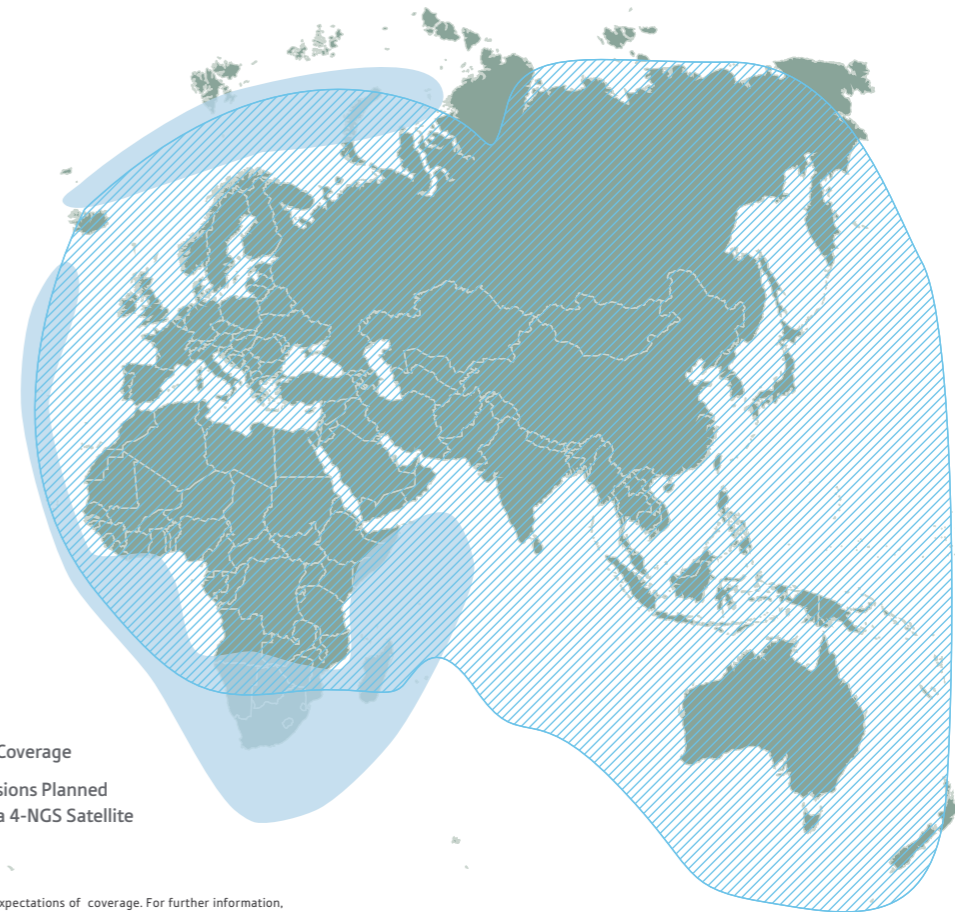 Coverage
sions Planned
a 4-NGS Satellite
xpectations of coverage. For further information,